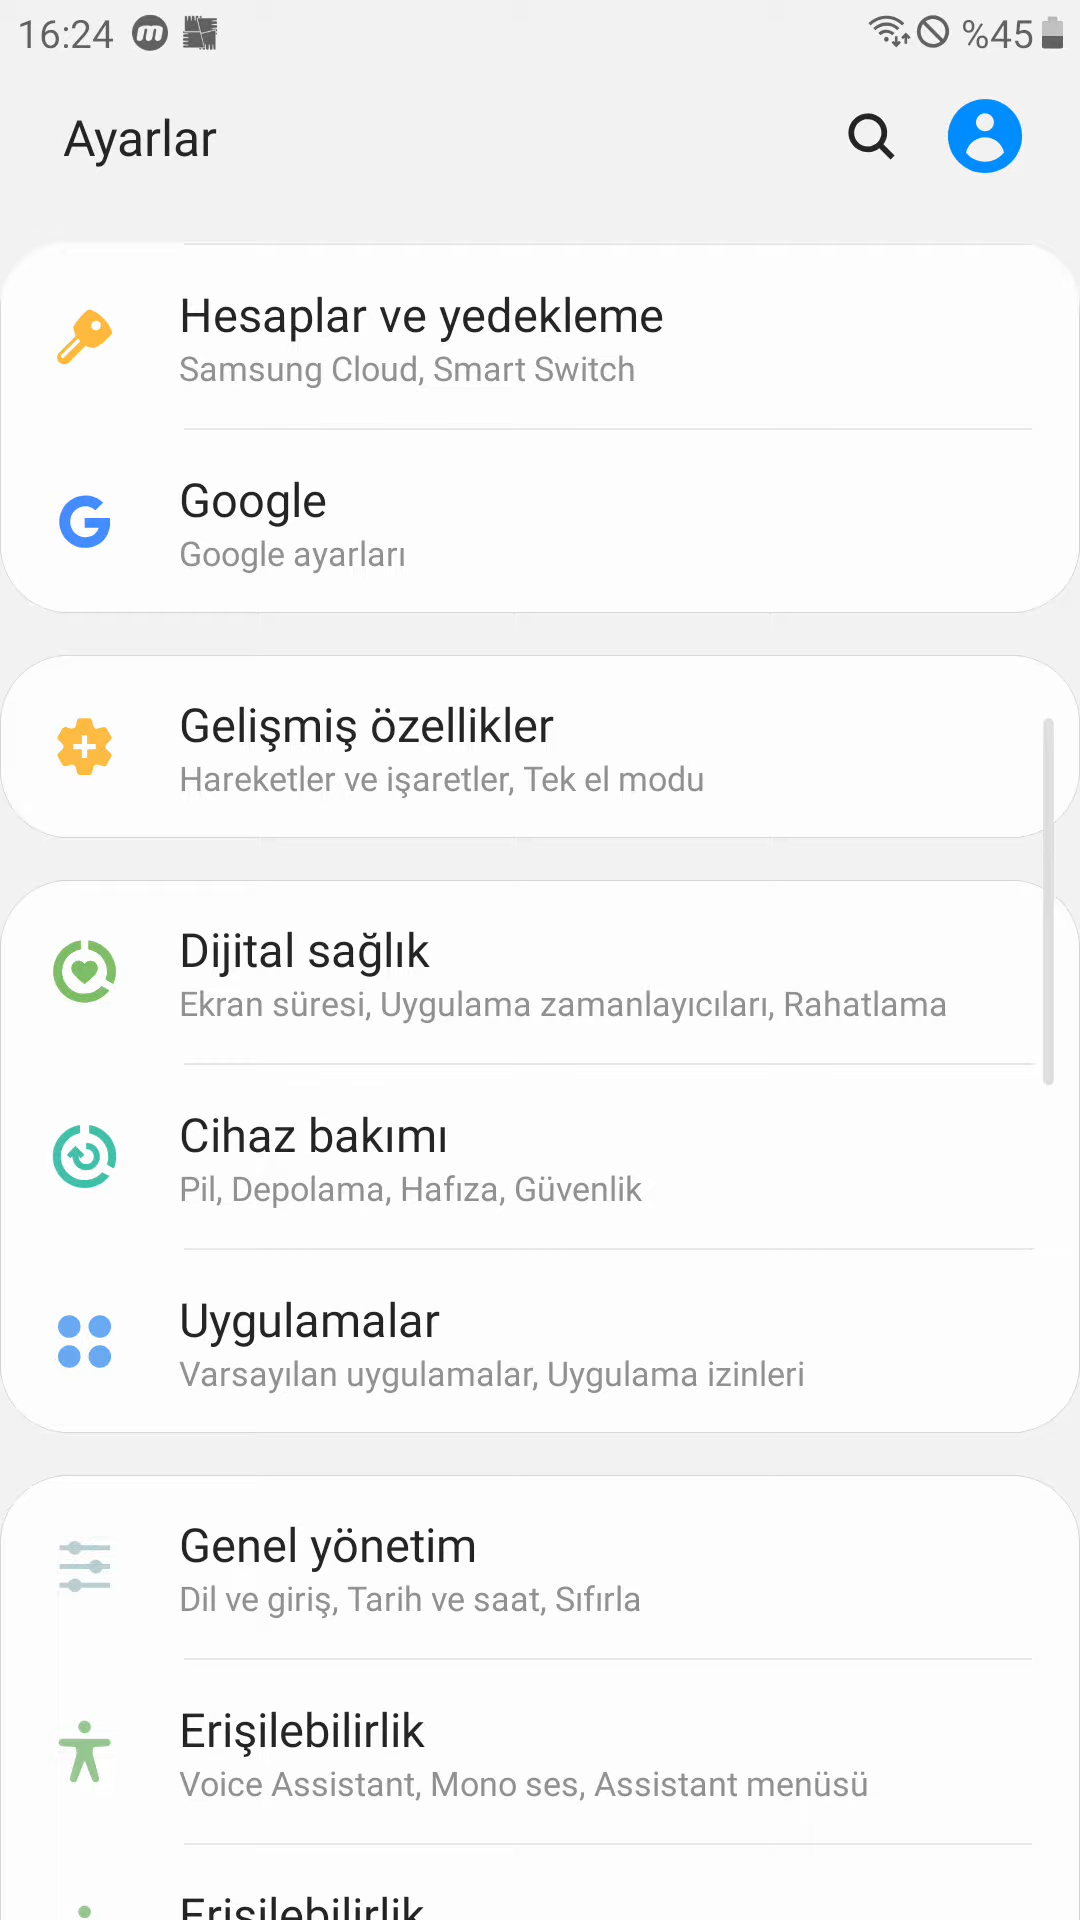 16:24
%45
Ayarlar
Hesaplar ve yedekleme
Samsung Cloud, Smart Switch
Google
Google ayarları
Gelişmiş özellikler
Hareketler ve işaretler, Tek el modu
Dijital sağlık
Ekran süresi, Uygulama zamanlayıcıları, Rahatlama
Cihaz bakımı
Pil, Depolama, Hafıza, Güvenlik
Uygulamalar
Varsayılan uygulamalar, Uygulama izinleri
Genel yönetim
Dil ve giriş, Tarih ve saat, Sıfırla
Erişilebilirlik
Voice Assistant, Mono ses, Assistant menüsü
Erişilebilirlik